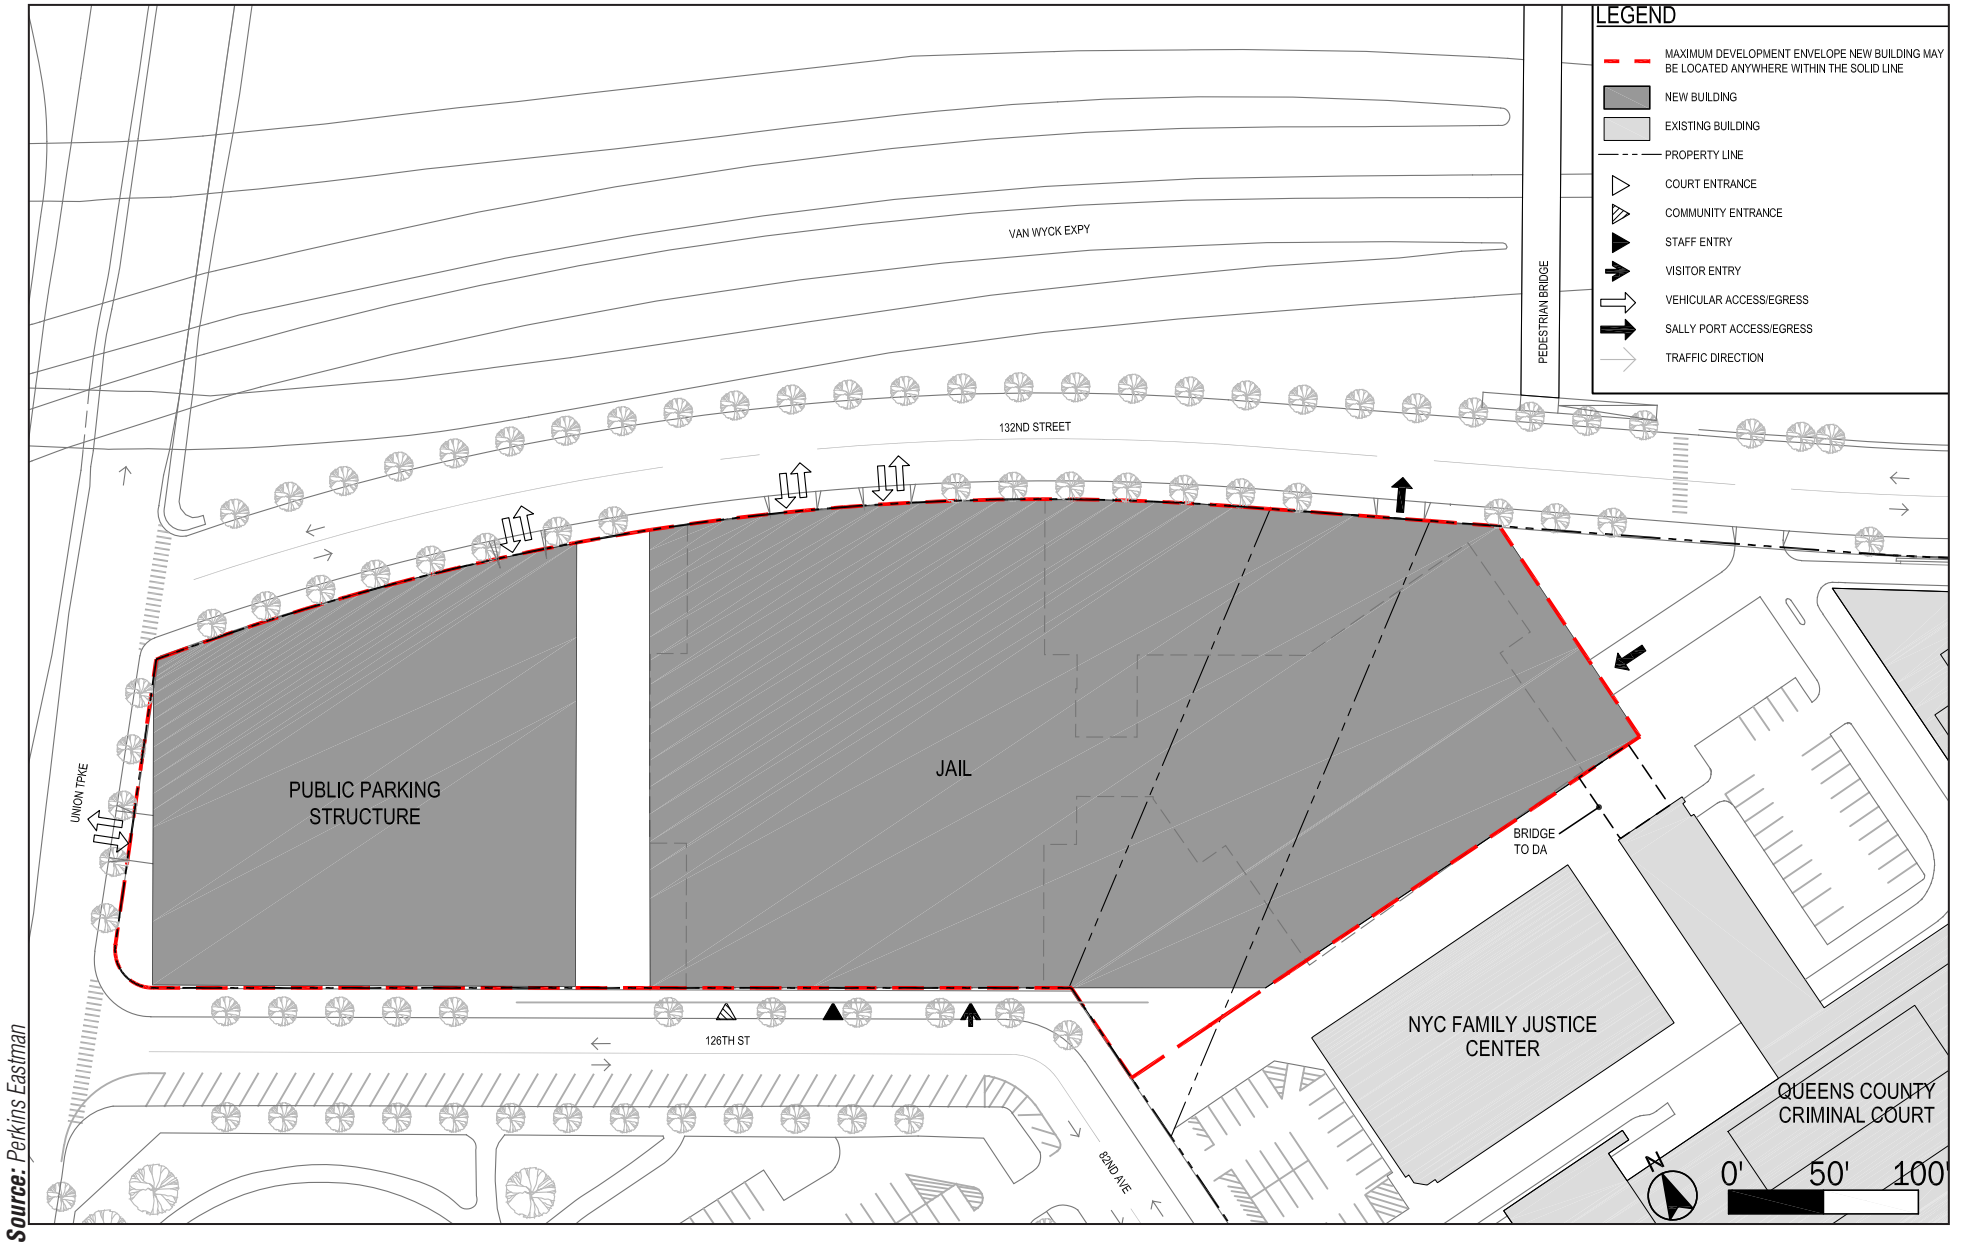 LEGEND
MAXIMUM DEVELOPMENT ENVELOPE NEW BUILDING MAY
BE LOCATED ANYWHERE WITHIN THE SOLID LINE
NEW BUILDING
EXISTING BUILDING
PROPERTY LINE
COURT ENTRANCE
COMMUNITY ENTRANCE
STAFF ENTRY
VISITOR ENTRY
VEHICULAR ACCESS/EGRESS
SALLY PORT ACCESS/EGRESS
TRAFFIC DIRECTION
VAN WYCK EXPY
PEDESTRIAN BRIDGE
132ND STREET
UNION TPKE
PUBLIC PARKING
STRUCTURE
JAIL
BRIDGE
TO DA
NYC FAMILY JUSTICE
CENTER
126TH ST
82ND AVE
QUEENS COUNTY
CRIMINAL COURT
N
0' 50' 100'
Source: Perkins Eastman